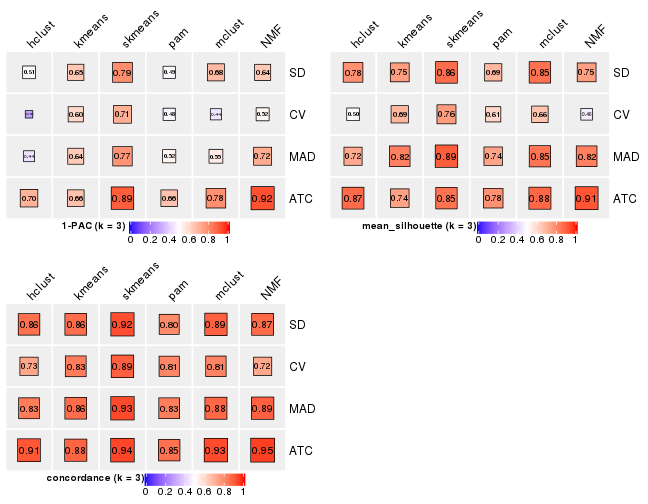 hclust kmeans skmeans pam mclust NMF
0.51 0.65 0.79 0.49 0.68 0.64 SD
0.60 0.71 0.48 0.44 0.52 CV
0.44 0.64 0.77 0.52 0.55 0.72 MAD
0.70 0.66 0.89 0.66 0.78 0.92 ATC
1-PAC (k = 3)
0 0.2 0.4 0.6 0.8 1
hclust kmeans skmeans pam mclust NMF
0.78 0.75 0.86 0.69 0.85 0.75 SD
0.50 0.69 0.76 0.61 0.66 0.46 CV
0.72 0.82 0.89 0.74 0.85 0.82 MAD
0.87 0.74 0.85 0.78 0.88 0.91 ATC
mean_silhouette (k = 3)
0 0.2 0.4 0.6 0.8 1
hclust kmeans skmeans pam mclust NMF
0.86 0.86 0.92 0.80 0.89 0.87 SD
0.73 0.83 0.89 0.81 0.81 0.72 CV
0.83 0.86 0.93 0.83 0.88 0.89 MAD
0.91 0.88 0.94 0.85 0.93 0.95 ATC
concordance (k = 3)
0 0.2 0.4 0.6 0.8 1